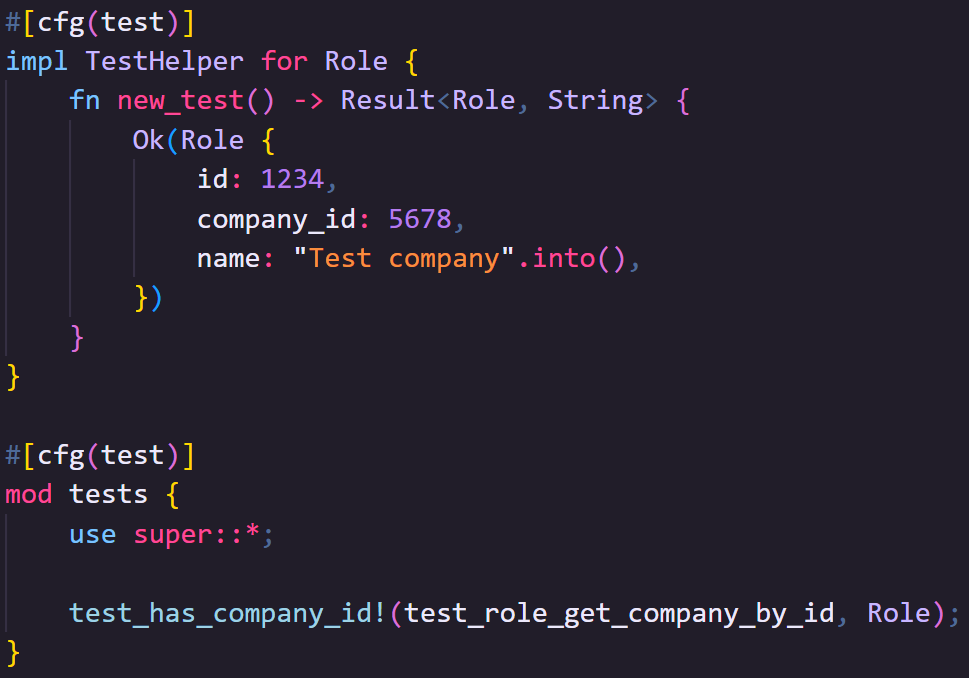 #[cfg(test)]
impl TestHelper for Role {
    fn new_test() -> Result<Role, String> {
        Ok(Role {
            id: 1234,
            company_id: 5678,
            name: "Test company".into(),
        })
    }
}

#[cfg(test)]
mod tests {
    use super::*;

    test_has_company_id!(test_role_get_company_by_id, Role);
}